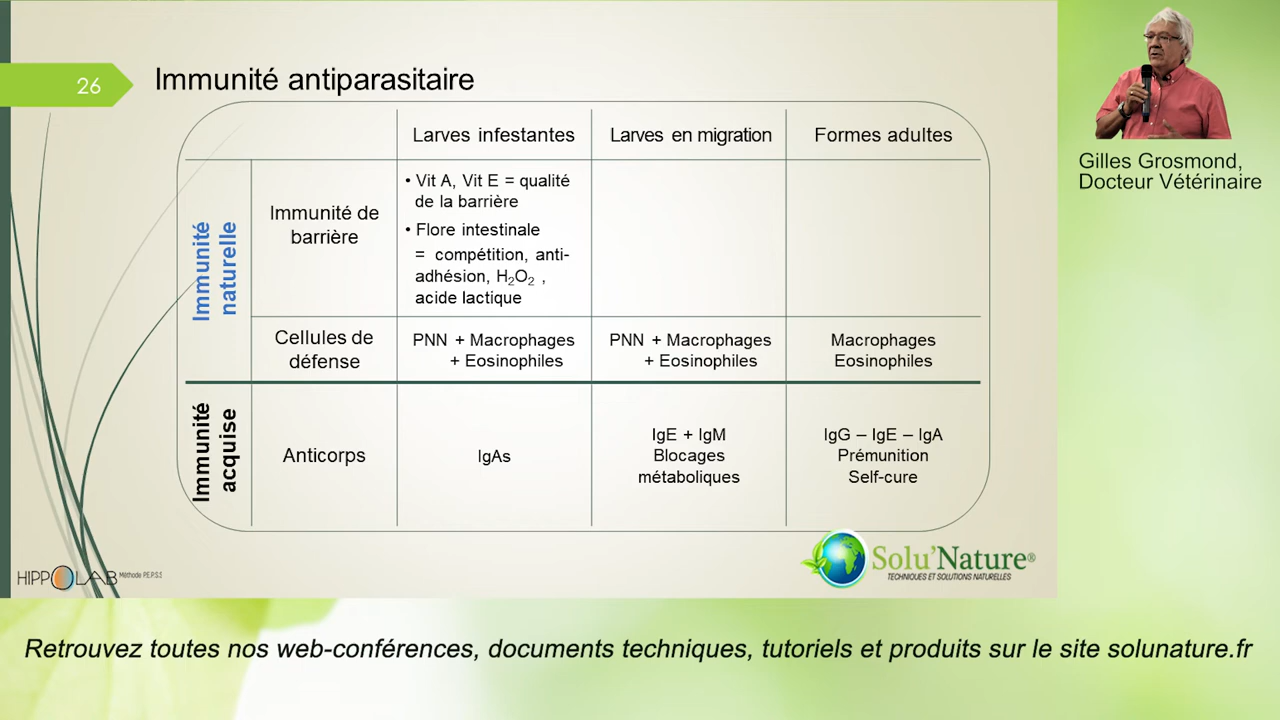 26
Immunité antiparasitaire
Larves infestantes
Larves en migration
Formes adultes
Immunité
naturelle
Immunité de
barrière
• Vit A, Vit E = qualité
de la barrière
• Flore intestinale
= compétition, anti-
adhésion, H₂O₂ ,
acide lactique
Cellules de
défense
PNN + Macrophages
+ Eosinophiles
PNN + Macrophages
+ Eosinophiles
Macrophages
Eosinophiles
Immunité
acquise
Anticorps
IgAs
IgE + IgM
Blocages
métaboliques
IgG – IgE – IgA
Prémunition
Self-cure
HIPPOLAB Méthode P.E.P.S.S
Solu'Nature®
TECHNIQUES ET SOLUTIONS NATURELLES
Gilles Grosmond,
Docteur Vétérinaire
Retrouvez toutes nos web-conférences, documents techniques, tutoriels et produits sur le site solunature.fr